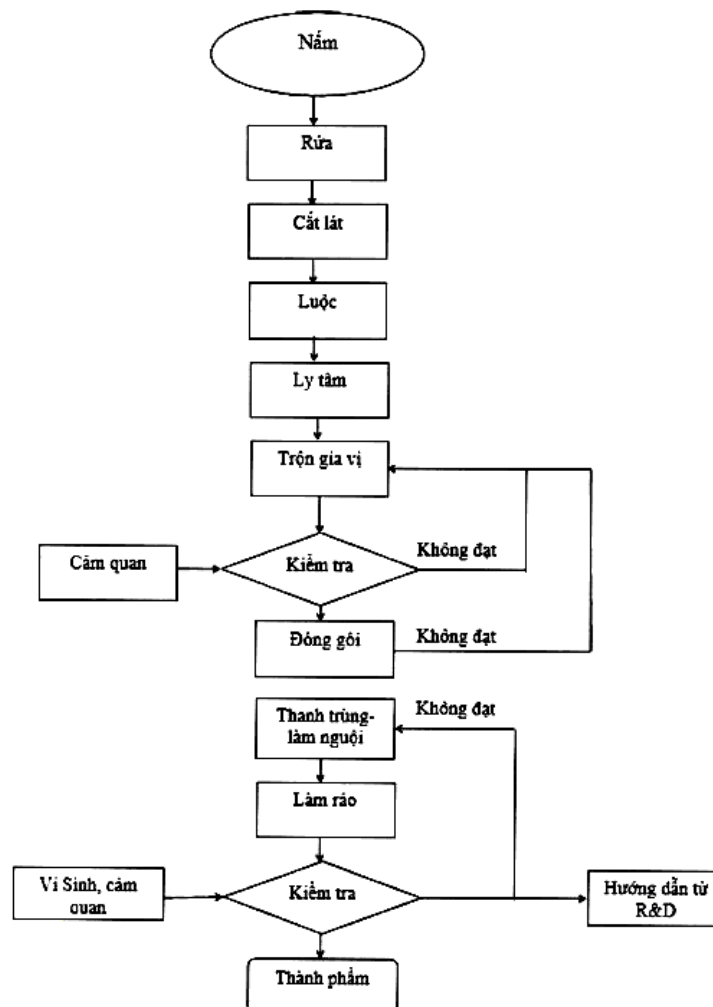 Nấm
Rửa
Cắt lát
Luộc
Ly tâm
Trộn gia vị
Cảm quan
Kiểm tra
Không đạt
Đóng gôi
Không đạt
Thanh trùng-
làm nguội
Không đạt
Làm ráo
Vi Sinh, cảm
quan
Kiểm tra
Hướng dẫn từ
R&D
Thành phẩm